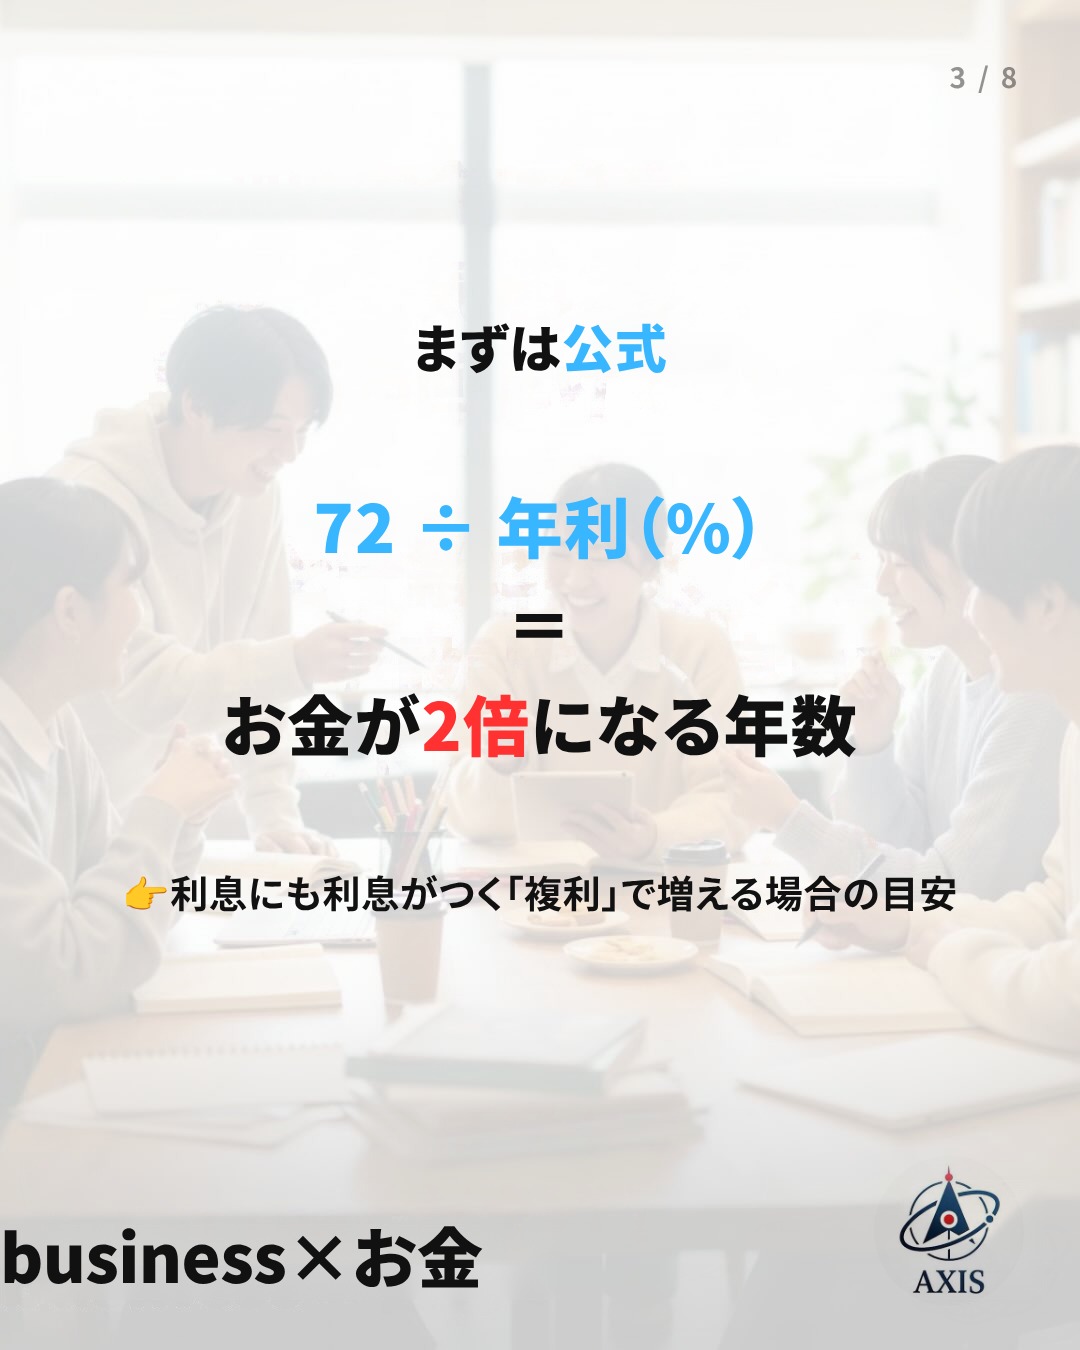 3 / 8
まずは公式
72 ÷ 年利（%）
＝
お金が2倍になる年数
👉利息にも利息がつく「複利」で増える場合の目安
business×お金
AXIS